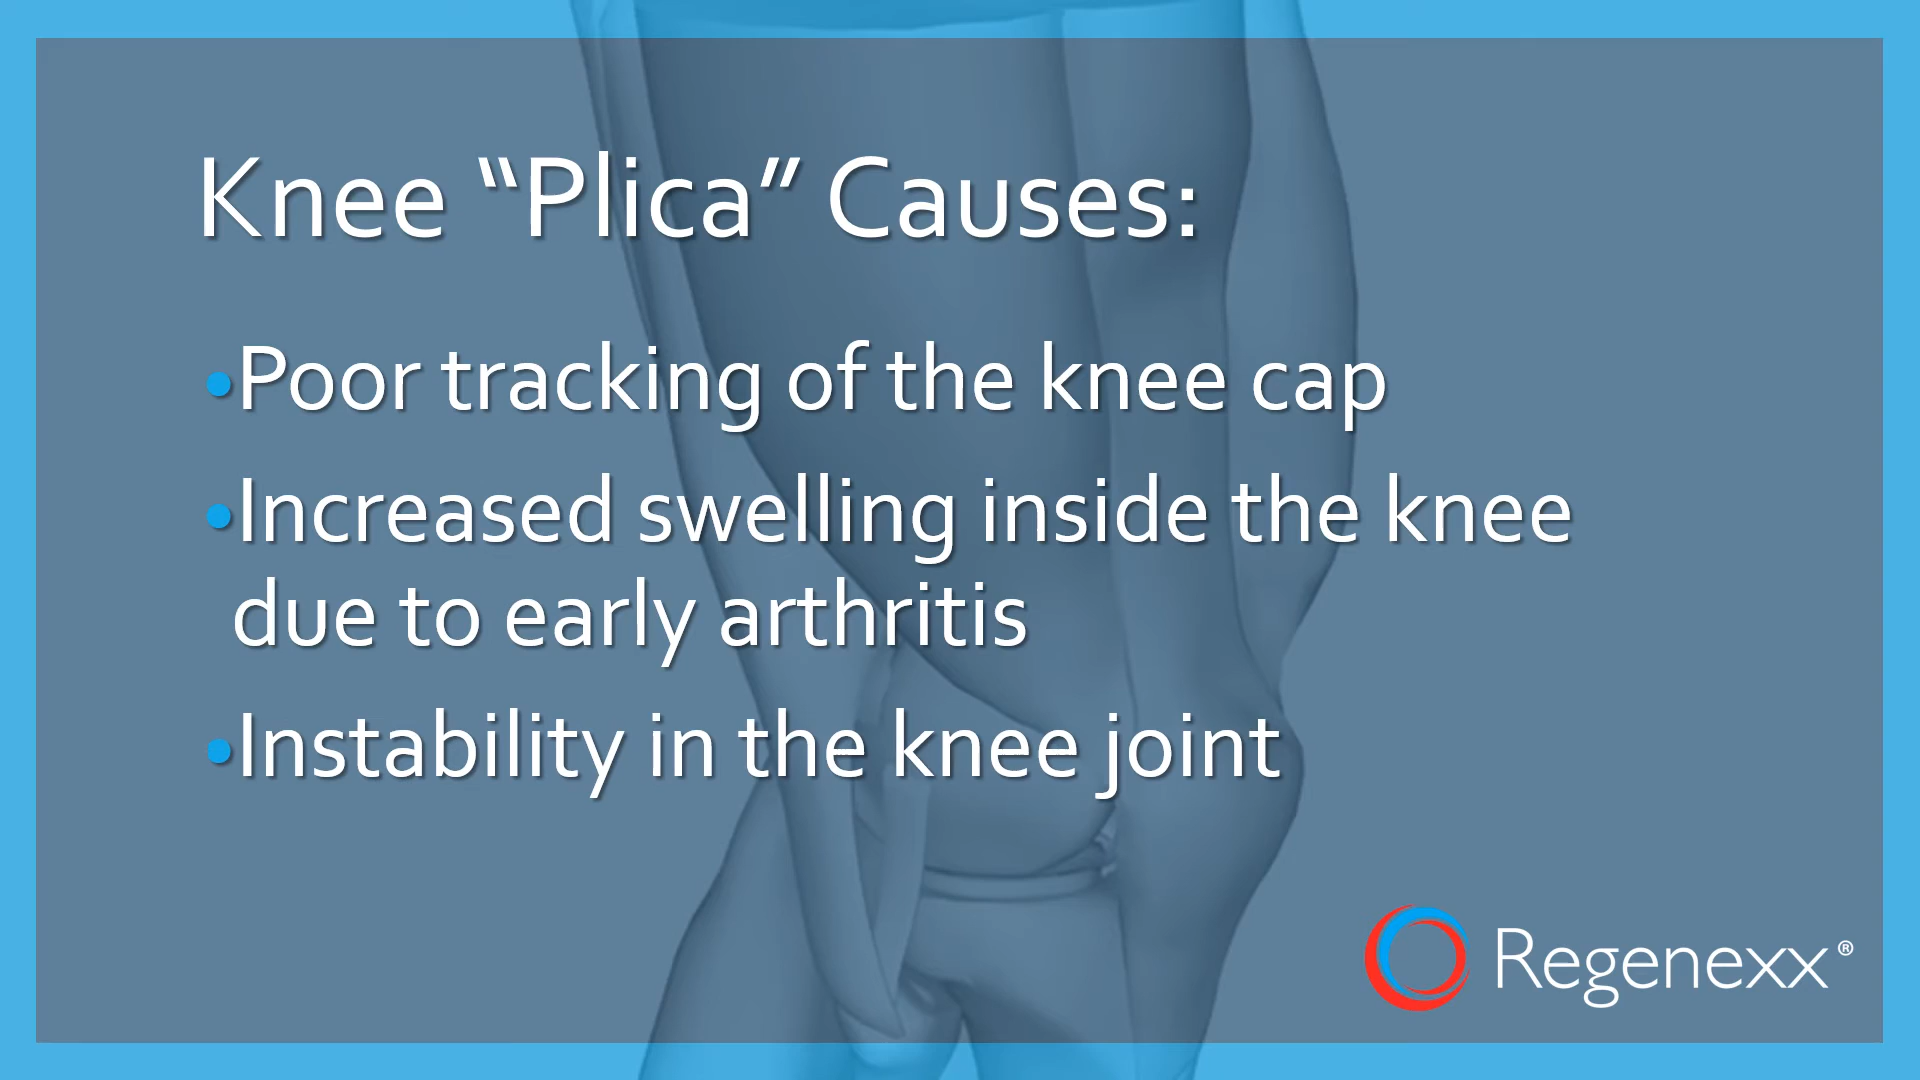 Knee “Plica” Causes:
•Poor tracking of the knee cap
•Increased swelling inside the knee
due to early arthritis
•Instability in the knee joint
Regenexx®